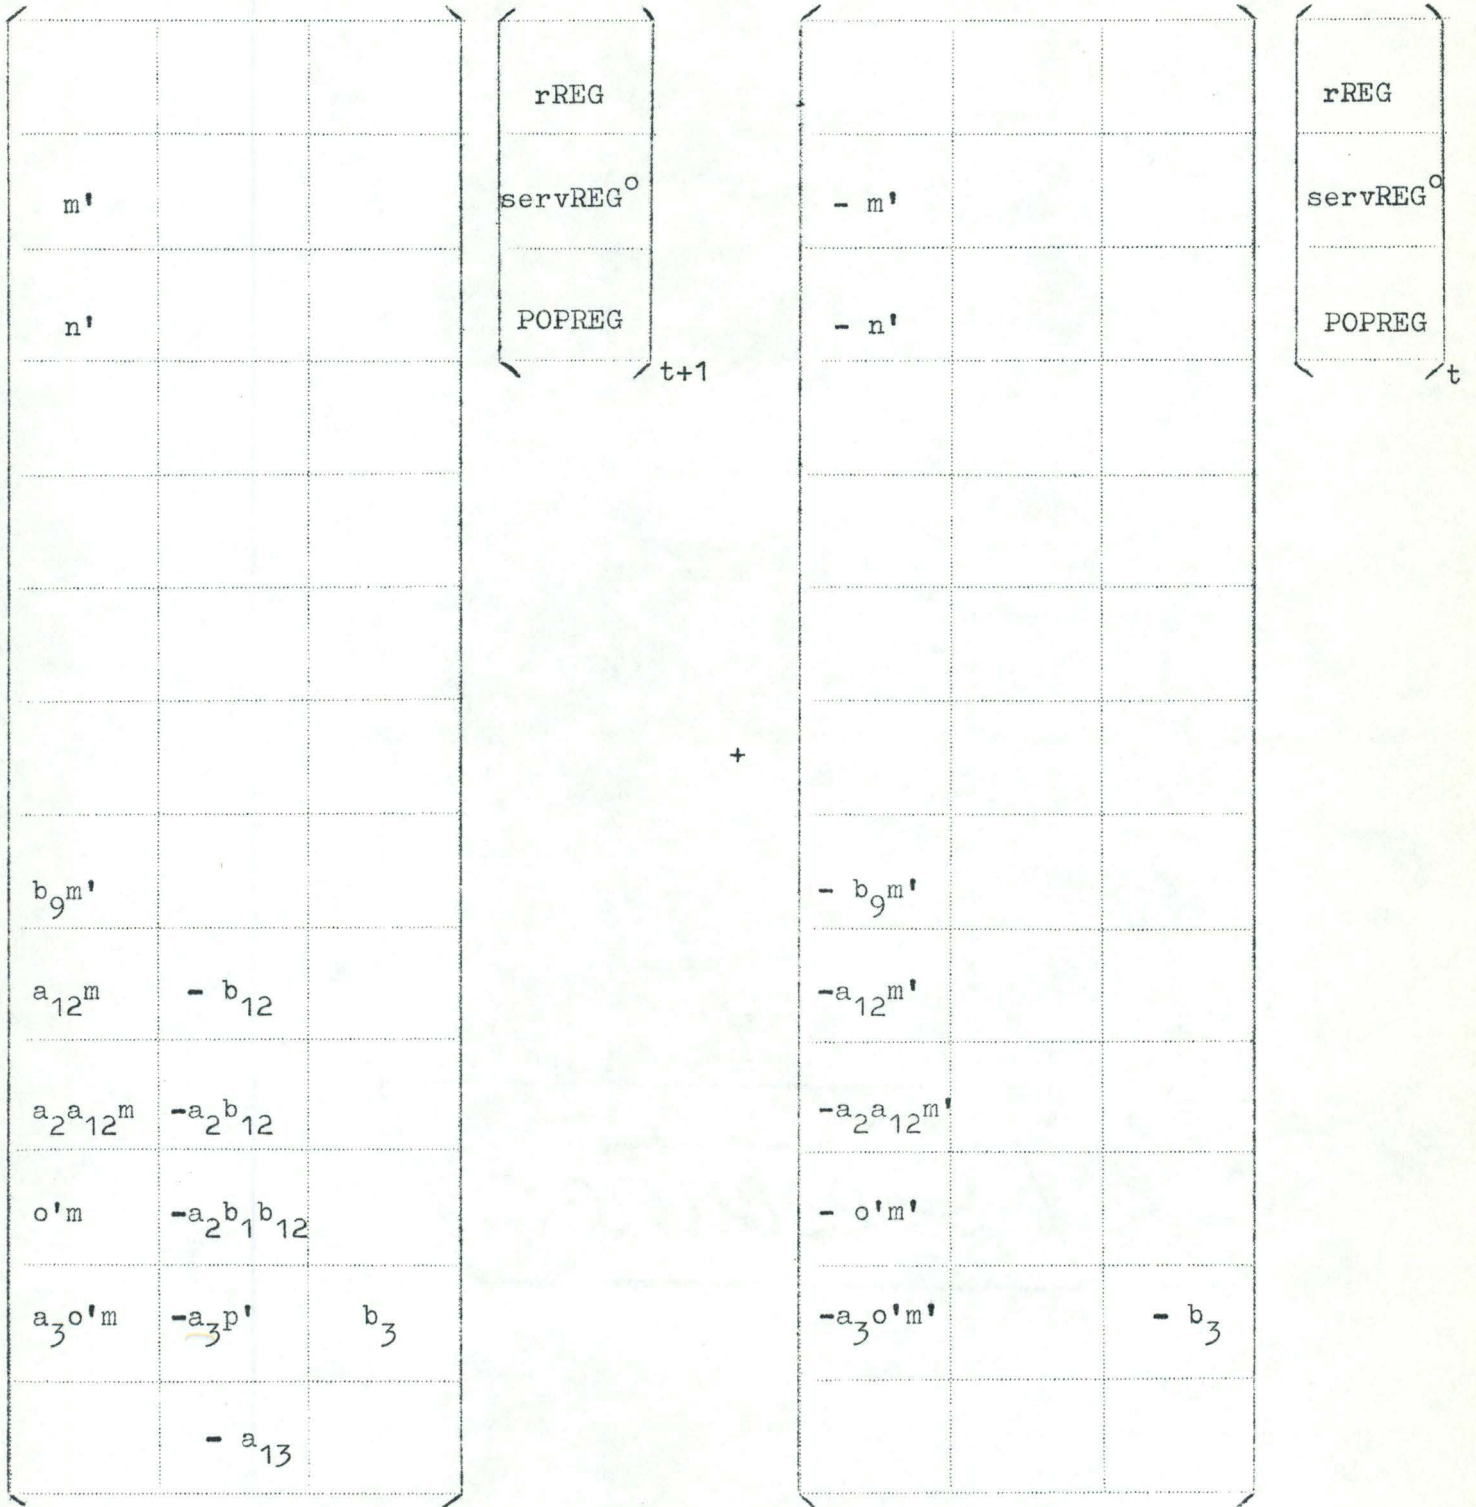 rREG rREG
m' servREG° - m' servREG°
n' POPREG - n' POPREG
t+1 t
+
b₉m' - b₉m'
a₁₂m - b₁₂ -a₁₂m'
a₂a₁₂m -a₂b₁₂ -a₂a₁₂m'
o'm -a₂b₁b₁₂ - o'm'
a₃o'm -a₃p' b₃ -a₃o'm' - b₃
- a₁₃